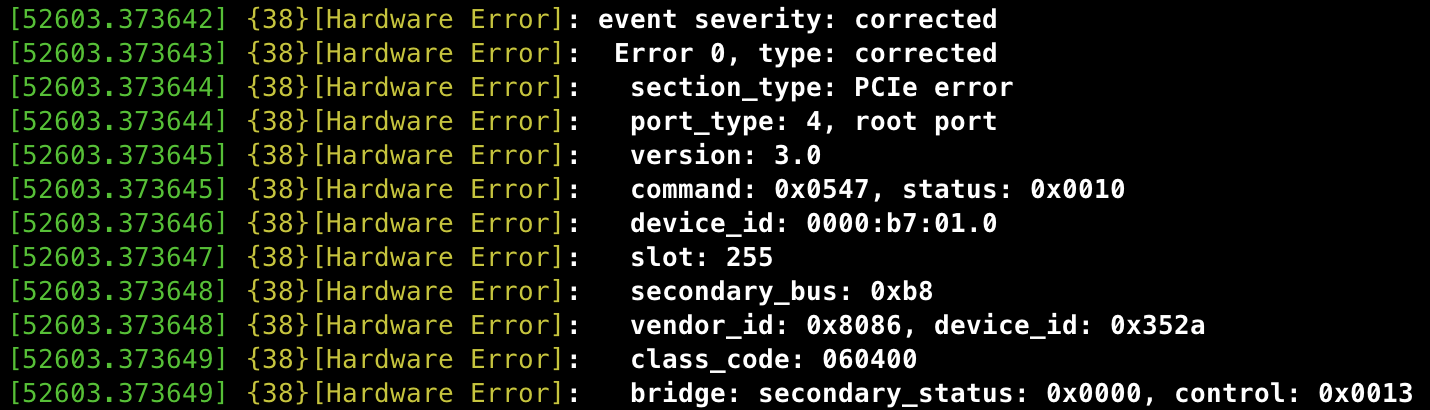 [52603.373642] {38}[Hardware Error]: event severity: corrected
[52603.373643] {38}[Hardware Error]:  Error 0, type: corrected
[52603.373644] {38}[Hardware Error]:   section_type: PCIe error
[52603.373644] {38}[Hardware Error]:   port_type: 4, root port
[52603.373645] {38}[Hardware Error]:   version: 3.0
[52603.373645] {38}[Hardware Error]:   command: 0x0547, status: 0x0010
[52603.373646] {38}[Hardware Error]:   device_id: 0000:b7:01.0
[52603.373647] {38}[Hardware Error]:   slot: 255
[52603.373648] {38}[Hardware Error]:   secondary_bus: 0xb8
[52603.373648] {38}[Hardware Error]:   vendor_id: 0x8086, device_id: 0x352a
[52603.373649] {38}[Hardware Error]:   class_code: 060400
[52603.373649] {38}[Hardware Error]:   bridge: secondary_status: 0x0000, control: 0x0013